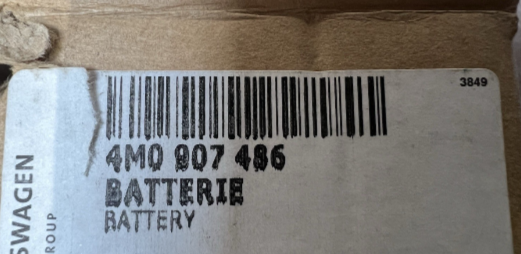 3849
4M0 907 486
BATTERIE
BATTERY
SWAGEN
ROUP